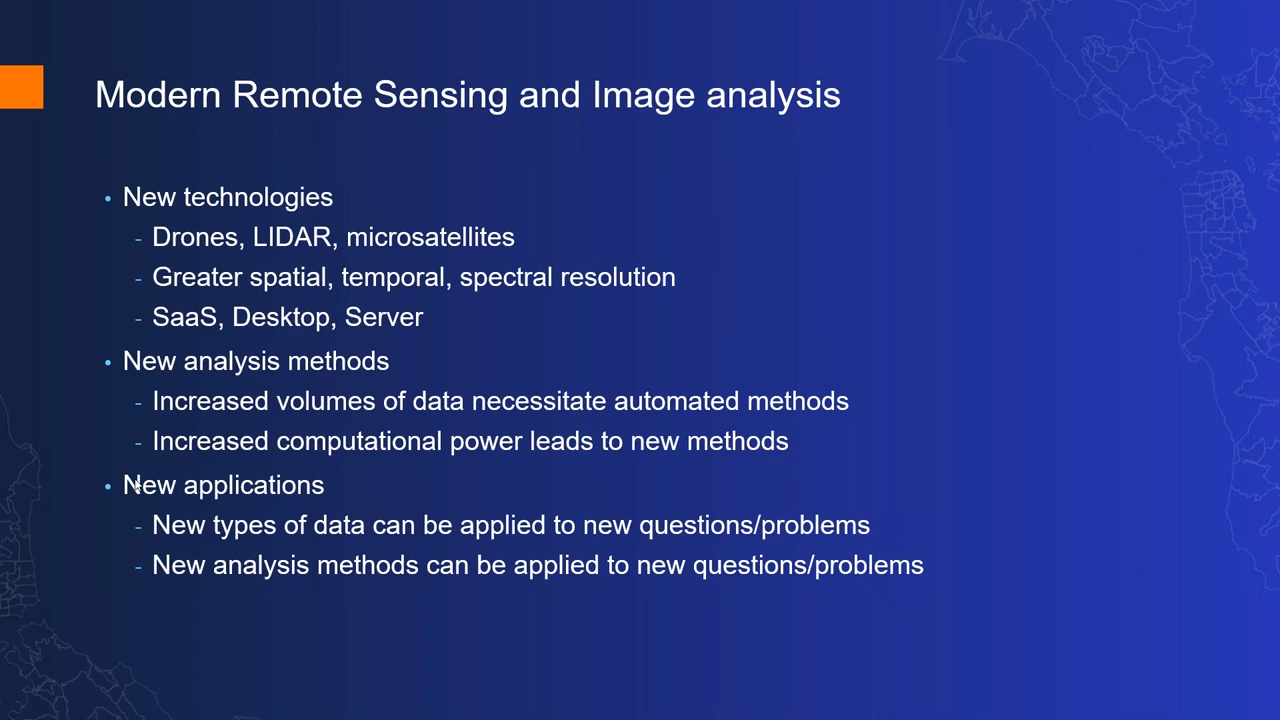 Modern Remote Sensing and Image analysis
• New technologies
- Drones, LIDAR, microsatellites
- Greater spatial, temporal, spectral resolution
- SaaS, Desktop, Server
• New analysis methods
- Increased volumes of data necessitate automated methods
- Increased computational power leads to new methods
• New applications
- New types of data can be applied to new questions/problems
- New analysis methods can be applied to new questions/problems